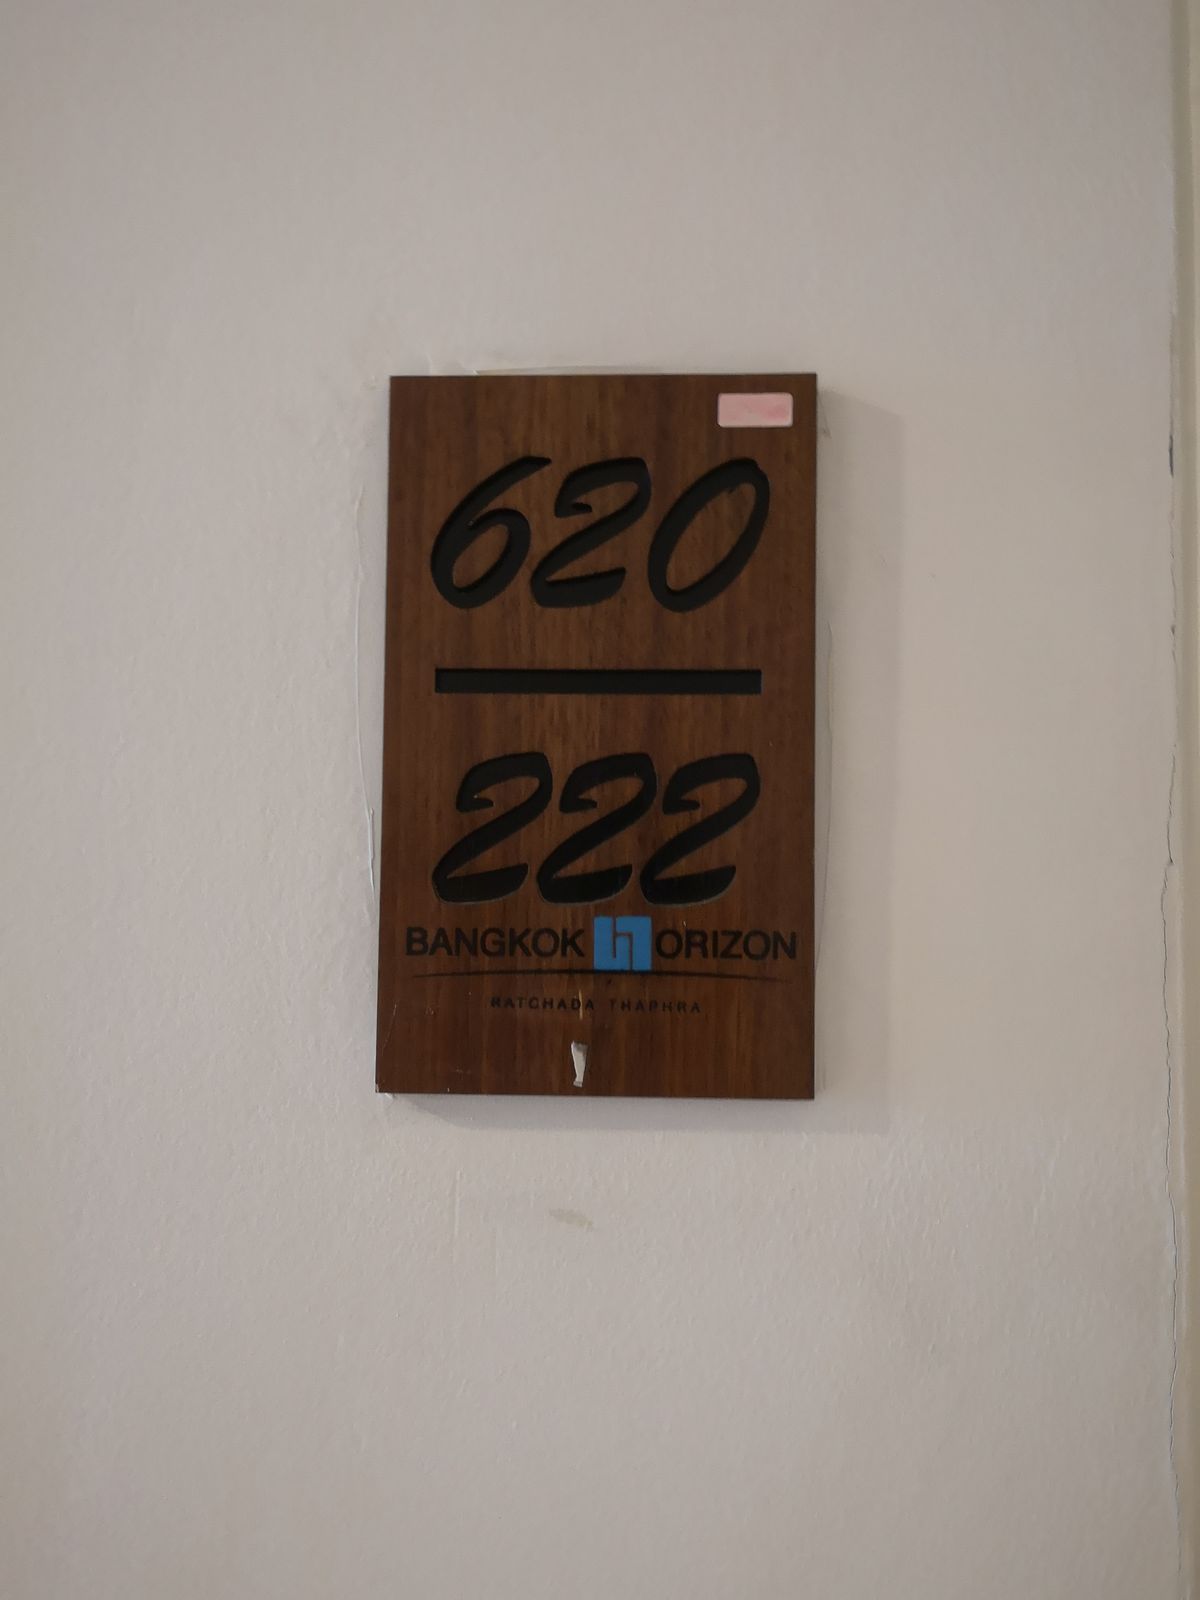 620
222
BANGKOK HORIZON
RATCHADA THAPHRA